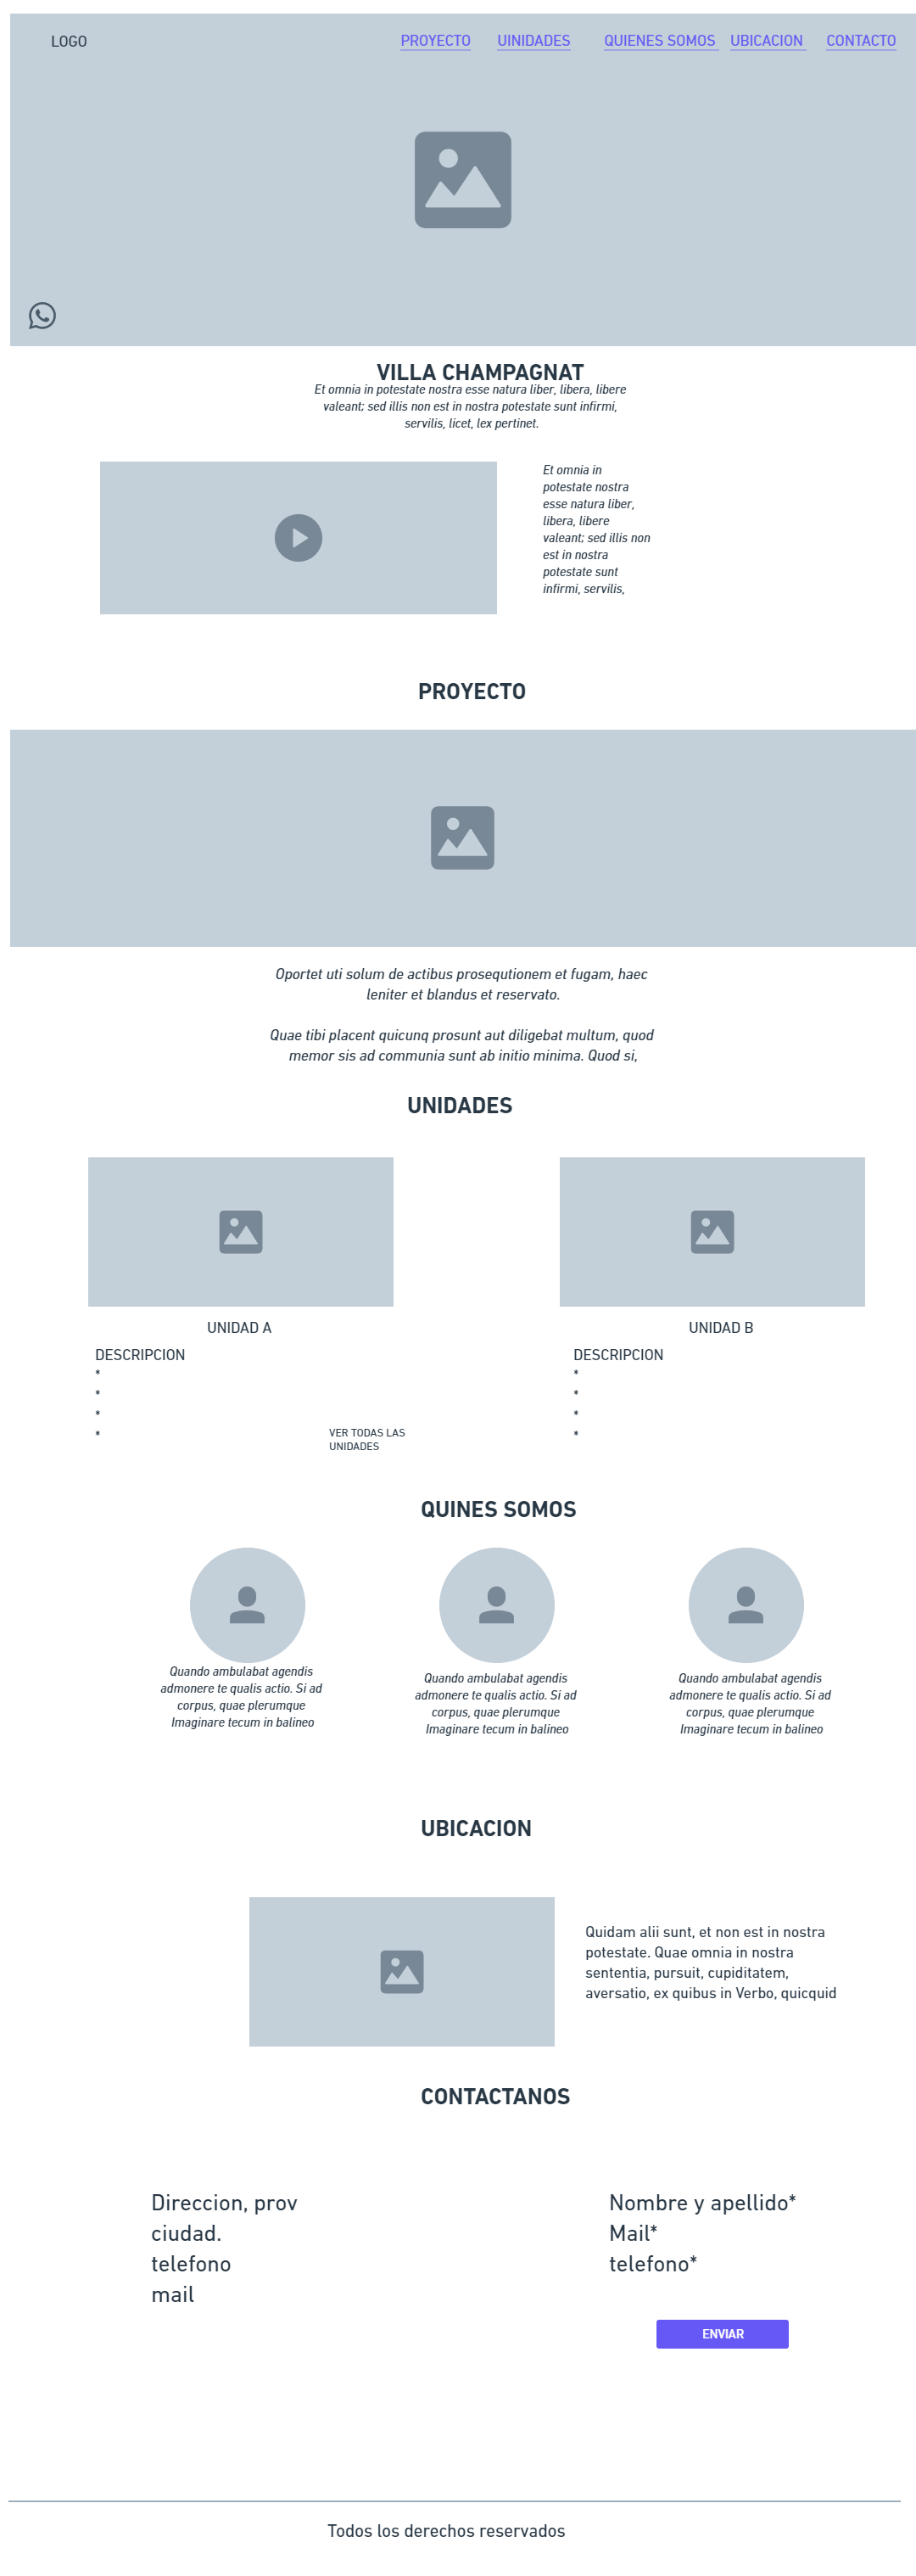 LOGO
PROYECTO UINIDADES QUIENES SOMOS UBICACION CONTACTO
VILLA CHAMPAGNAT
Et omnia in potestate nostra esse natura liber, libera, libere
valeant; sed illis non est in nostra potestate sunt infirmi,
servilis, licet, lex pertinet.
Et omnia in
potestate nostra
esse natura liber,
libera, libere
valeant; sed illis non
est in nostra
potestate sunt
infirmi, servilis,
PROYECTO
Oportet uti solum de actibus prosequtionem et fugam, haec
leniter et blandus et reservato.
Quae tibi placent quicunq prosunt aut diligebat multum, quod
memor sis ad communia sunt ab initio minima. Quod si,
UNIDADES
UNIDAD A
DESCRIPCION
*
*
*
*
VER TODAS LAS
UNIDADES
UNIDAD B
DESCRIPCION
*
*
*
*
QUINES SOMOS
Quando ambulabat agendis
admonere te qualis actio. Si ad
corpus, quae plerumque
Imaginare tecum in balineo
Quando ambulabat agendis
admonere te qualis actio. Si ad
corpus, quae plerumque
Imaginare tecum in balineo
Quando ambulabat agendis
admonere te qualis actio. Si ad
corpus, quae plerumque
Imaginare tecum in balineo
UBICACION
Quidam alii sunt, et non est in nostra
potestate. Quae omnia in nostra
sententia, pursuit, cupiditatem,
aversatio, ex quibus in Verbo, quicquid
CONTACTANOS
Direccion, prov
ciudad.
telefono
mail
Nombre y apellido*
Mail*
telefono*
ENVIAR
Todos los derechos reservados